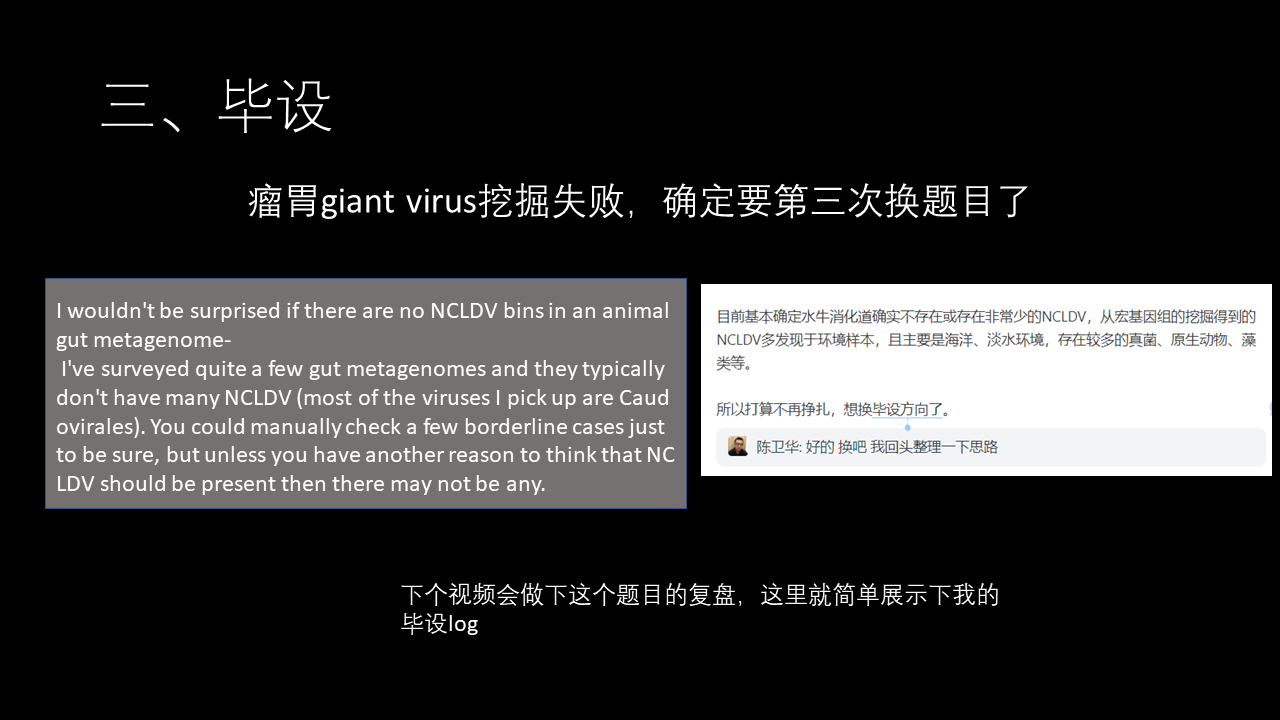 三、毕设
瘤胃giant virus挖掘失败，确定要第三次换题目了
I wouldn't be surprised if there are no NCLDV bins in an animal
gut metagenome-
I've surveyed quite a few gut metagenomes and they typically
don't have many NCLDV (most of the viruses I pick up are Caud
ovirales). You could manually check a few borderline cases just
to be sure, but unless you have another reason to think that NC
LDV should be present then there may not be any.
目前基本确定水牛消化道确实不存在或存在非常少的NCLDV，从宏基因组的挖掘得到的
NCLDV多发现于环境样本，且主要是海洋、淡水环境，存在较多的真菌、原生动物、藻
类等。
所以打算不再挣扎，想换毕设方向了。
陈卫华: 好的 换吧 我回头整理一下思路
下个视频会做下这个题目的复盘，这里就简单展示下我的
毕设log